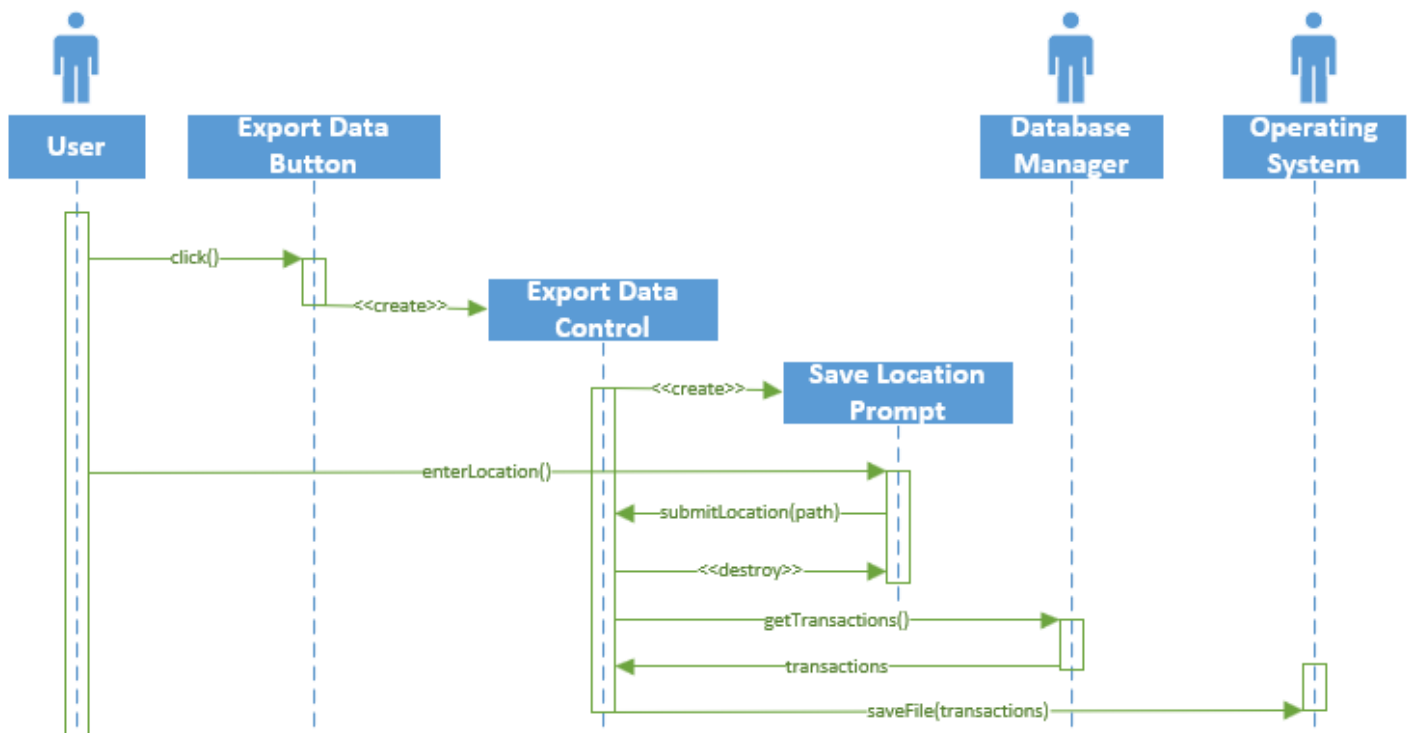 User
Export Data
Button
Database
Manager
Operating
System
click()
<<create>>
Export Data
Control
<<create>>
Save Location
Prompt
enterLocation()
submitLocation(path)
<<destroy>>
getTransactions()
transactions
saveFile(transactions)